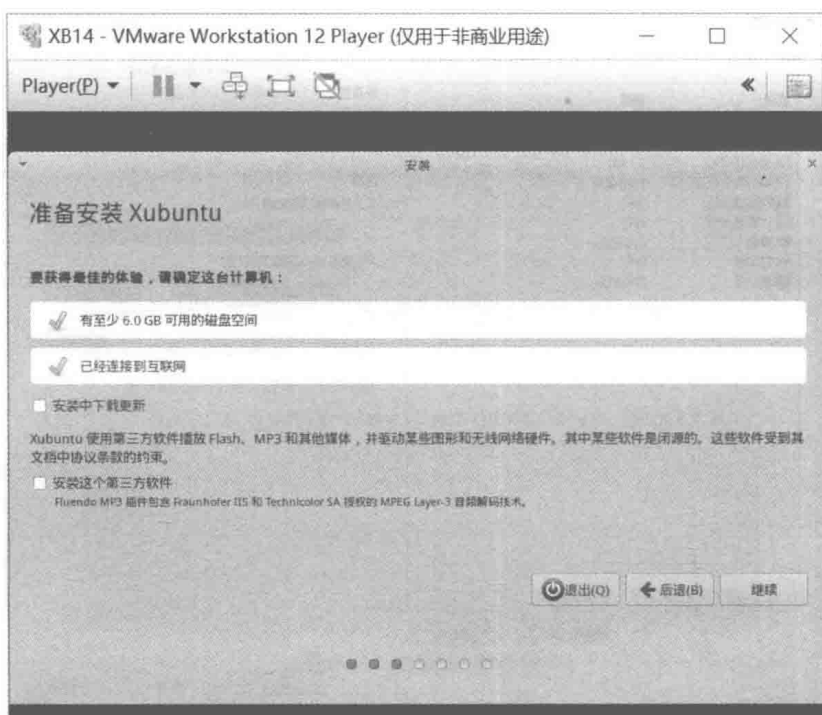 XB14 - VMware Workstation 12 Player (仅用于非商业用途)
Player(P)
安装
准备安装 Xubuntu
要获得最佳的体验，请确定这台计算机：
有至少 6.0 GB 可用的磁盘空间
已经连接到互联网
安装中下载更新
Xubuntu 使用第三方软件播放 Flash、MP3 和其他媒体，并驱动某些图形和无线网络硬件。其中某些软件是闭源的。这些软件受到其
文档中协议条款的约束。
安装这个第三方软件
Fluendo MP3 插件包含 Fraunhofer IIS 和 Technicolor SA 授权的 MPEG Layer-3 音频解码技术。
退出(Q) 后退(B) 继续